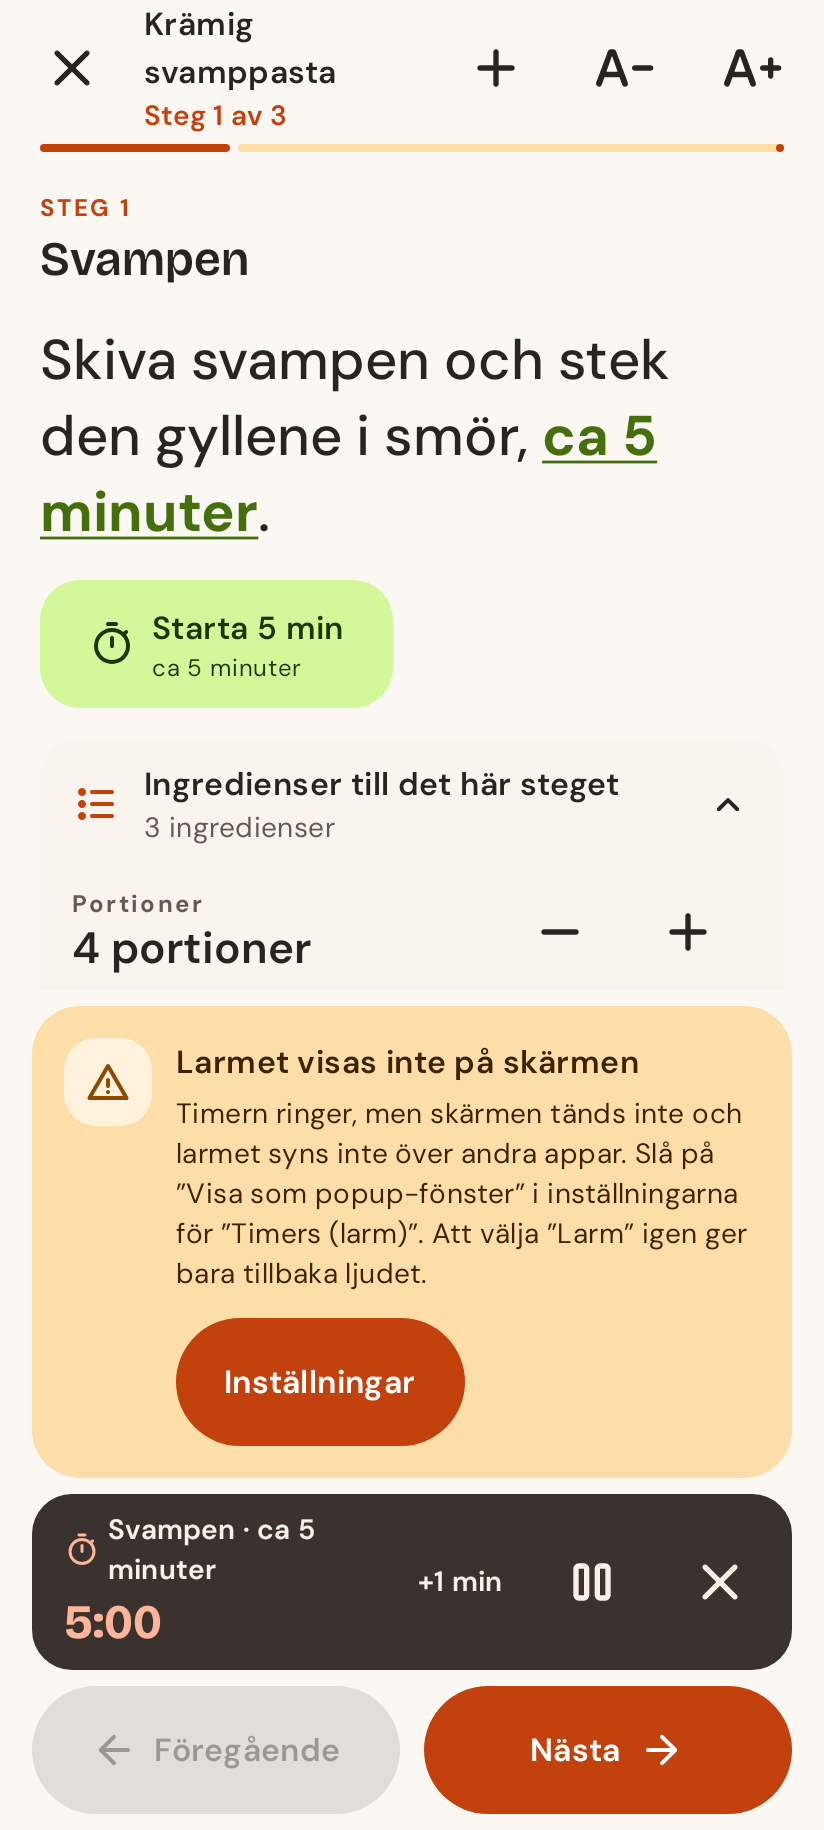 Krämig
svamppasta
Steg 1 av 3
A− A+
STEG 1
Svampen
Skiva svampen och stek
den gyllene i smör, ca 5
minuter.
Starta 5 min
ca 5 minuter
Ingredienser till det här steget
3 ingredienser
Portioner
4 portioner
Larmet visas inte på skärmen
Timern ringer, men skärmen tänds inte och
larmet syns inte över andra appar. Slå på
”Visa som popup-fönster” i inställningarna
för ”Timers (larm)”. Att välja ”Larm” igen ger
bara tillbaka ljudet.
Inställningar
Svampen · ca 5
minuter
5:00
+1 min
Föregående
Nästa